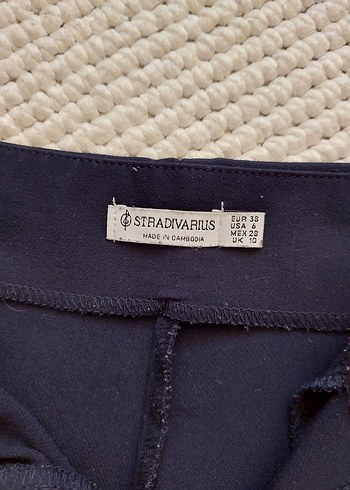 STRADIVARIUS
MADE IN CAMBODIA
EUR 38
USA 6
MEX 28
UK 10